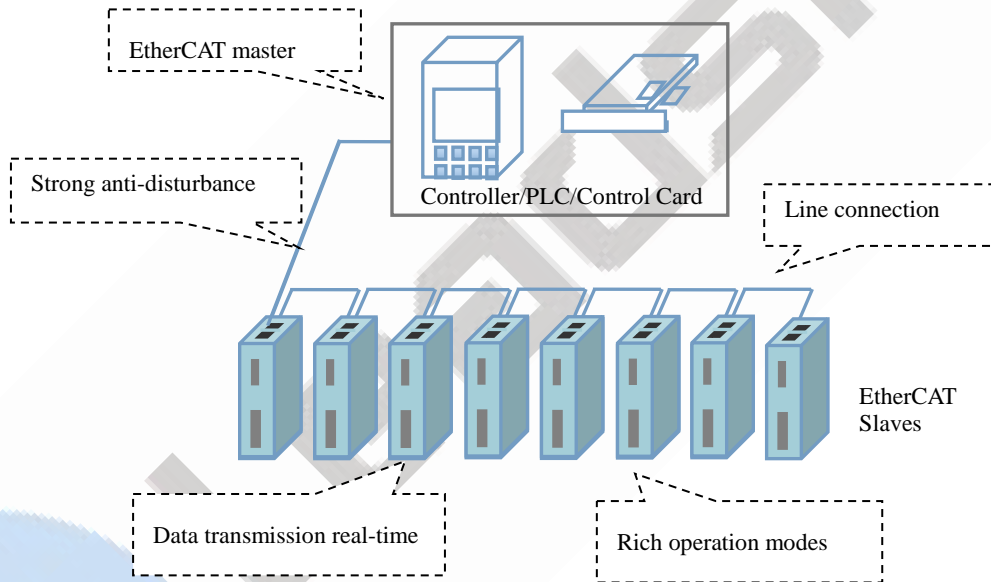 EtherCAT master
Strong anti-disturbance
Controller/PLC/Control Card
Line connection
EtherCAT
Slaves
Data transmission real-time
Rich operation modes